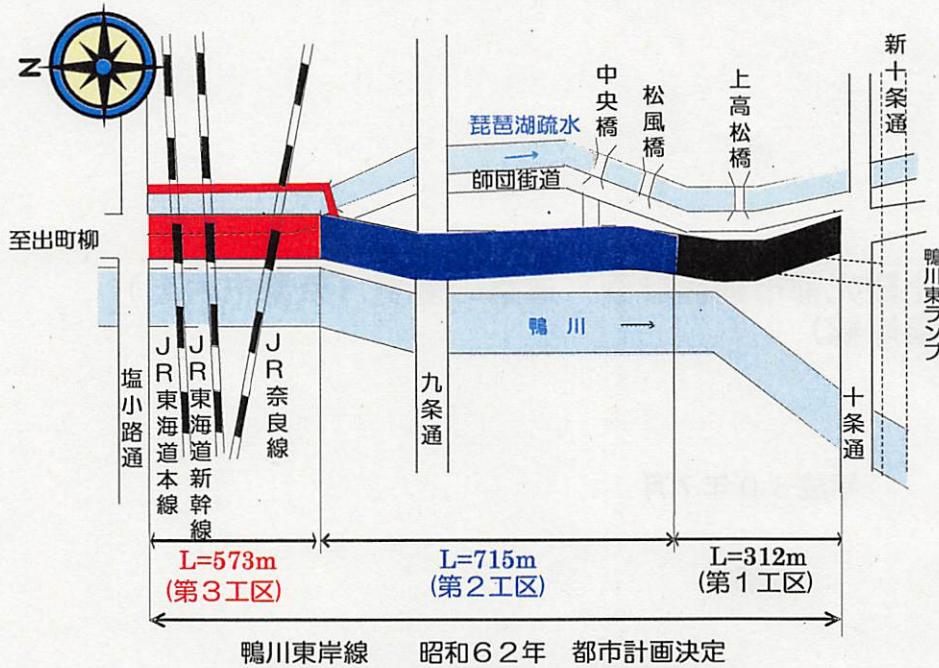 N
新十条通
中央橋
松風橋
上高松橋
琵琶湖疏水
師団街道
至出町柳
鴨川東ランプ
鴨川
塩小路通
JR東海道本線
JR東海道新幹線
JR奈良線
九条通
十条通
L=573m
(第3工区)
L=715m
(第2工区)
L=312m
(第1工区)
鴨川東岸線 昭和62年 都市計画決定